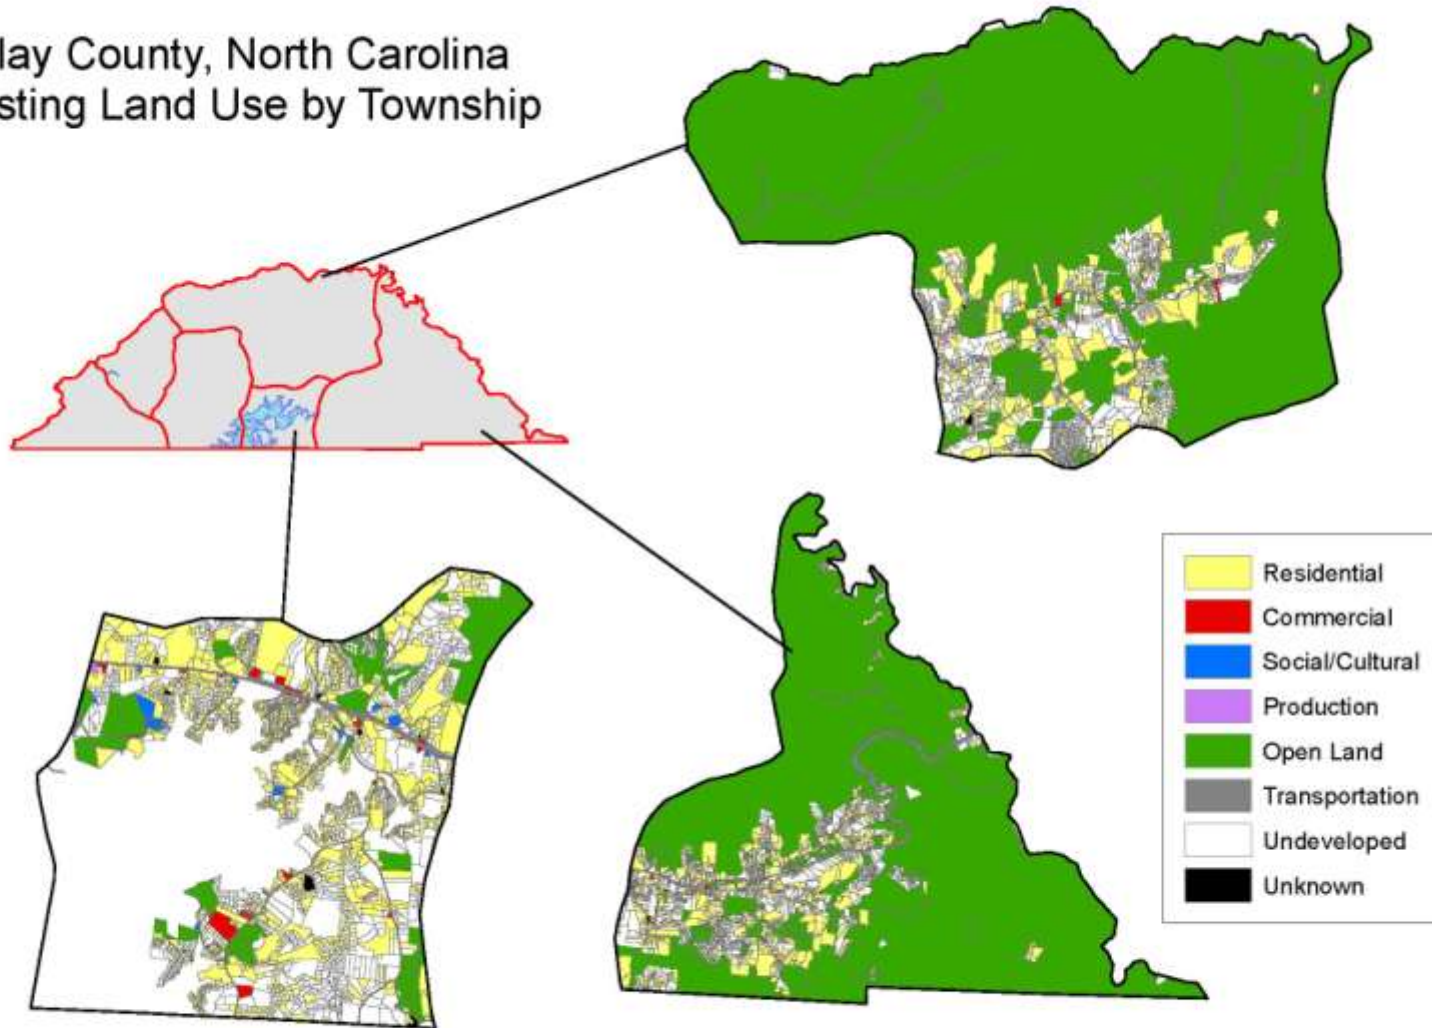 lay County, North Carolina
sting Land Use by Township
Residential
Commercial
Social/Cultural
Production
Open Land
Transportation
Undeveloped
Unknown